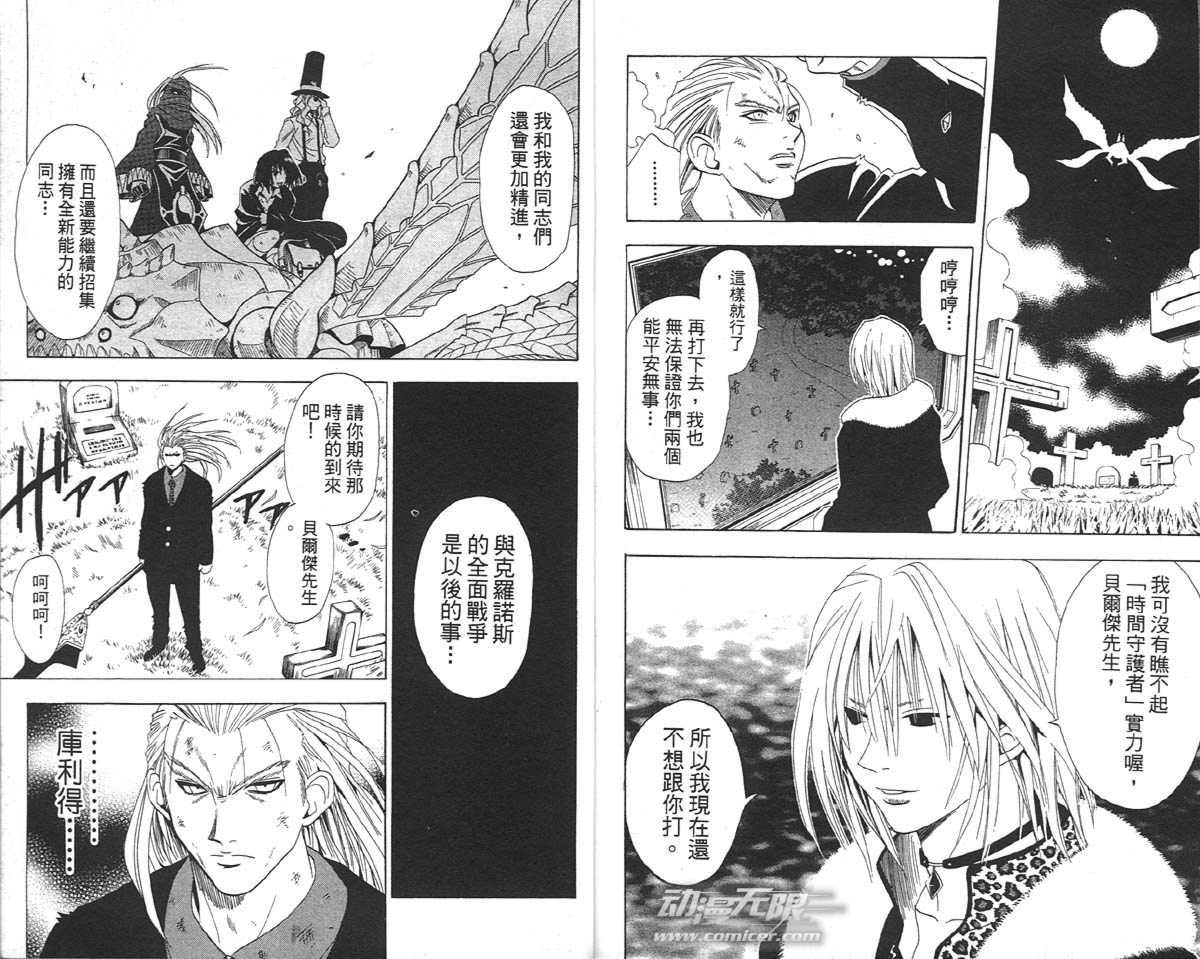 ………
哼哼哼…
這樣就行了
，
再打下去，我也
無法保證你們兩個
能平安無事…
我可沒有瞧不起
「時間守護者」實力喔，
貝爾傑先生，
所以我現在還
不想跟你打。
我和我的同志們
還會更加精進，
而且還要繼續招集
擁有全新能力的
同志…
與克羅諾斯
的全面戰爭
是以後的事…
請你期待那
時候的到來
吧！
貝爾傑先生
。
呵呵呵！
ザアアア
………
庫利得……
动漫无限
www.comicer.com